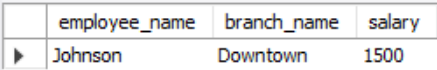 employee_name branch_name salary
Johnson Downtown 1500